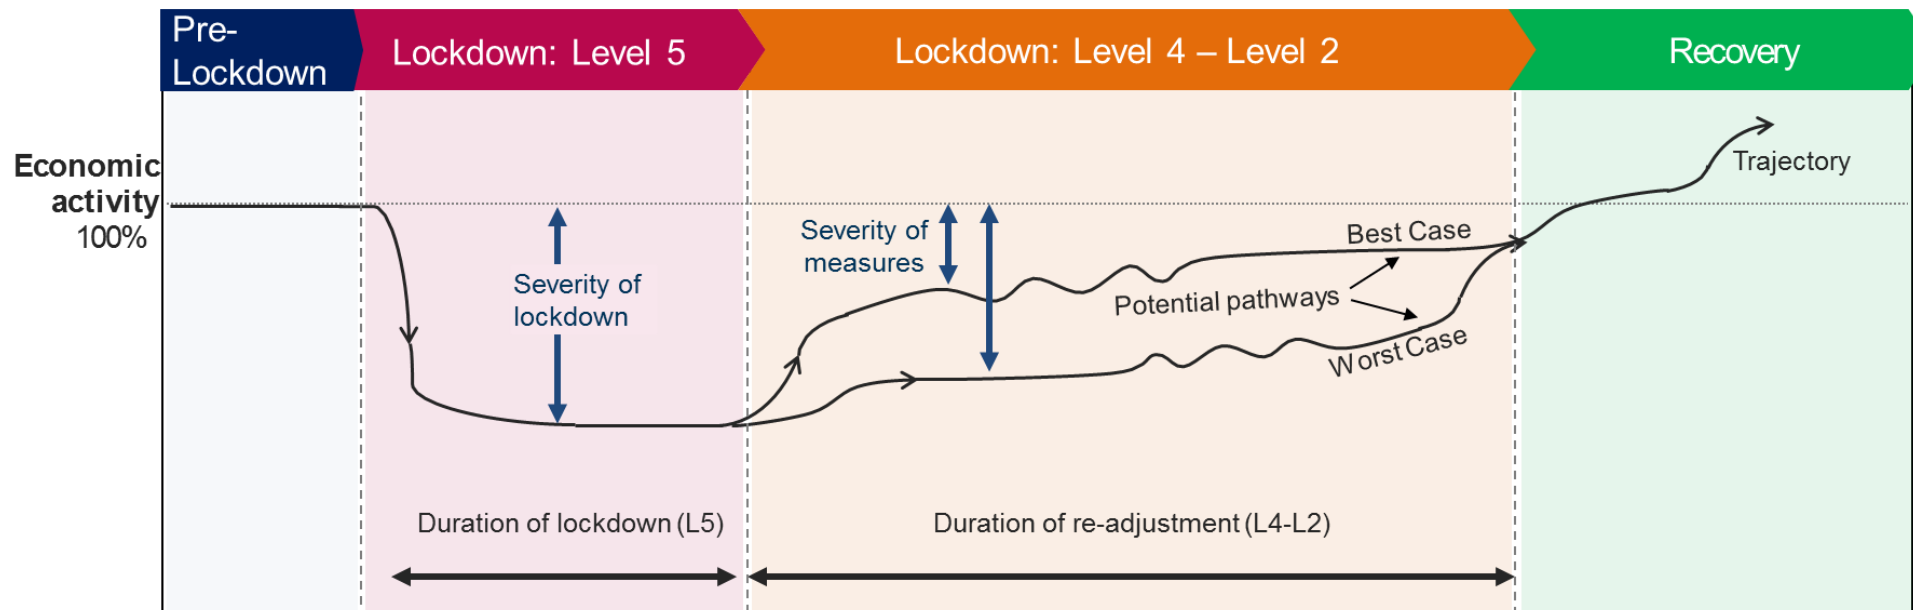 Pre-
Lockdown
Lockdown: Level 5
Lockdown: Level 4 – Level 2
Recovery
Economic
activity
100%
Trajectory
Severity of
measures
Best Case
Severity of
lockdown
Potential pathways
Worst Case
Duration of lockdown (L5)
Duration of re-adjustment (L4-L2)